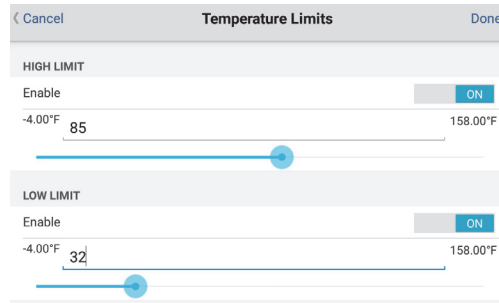 Cancel Temperature Limits Done
HIGH LIMIT
Enable ON
-4.00°F 85 158.00°F
LOW LIMIT
Enable ON
-4.00°F 32 158.00°F